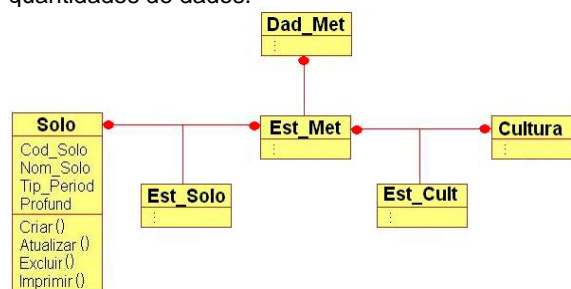 quantidades de dados.
Dad_Met
Solo
Est_Met
Cultura
Cod_Solo
Nom_Solo
Tip_Period
Profund
Est_Solo
Est_Cult
Criar()
Atualizar()
Excluir()
Imprimir()